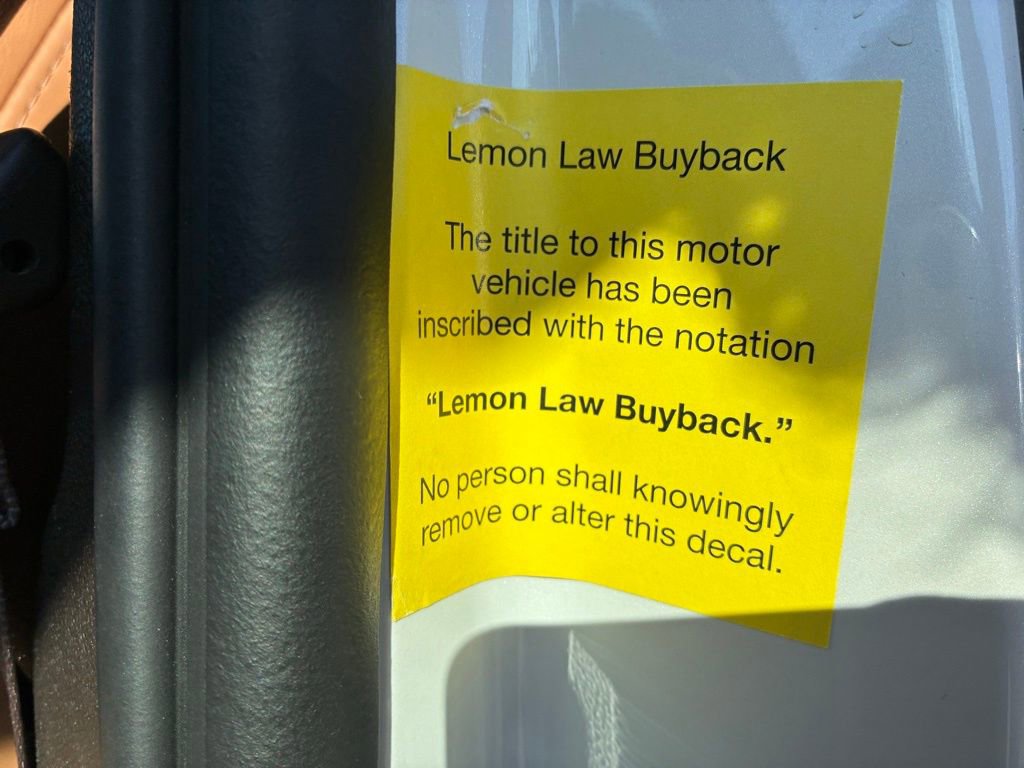 Lemon Law Buyback
The title to this motor
vehicle has been
inscribed with the notation
“Lemon Law Buyback.”
No person shall knowingly
remove or alter this decal.